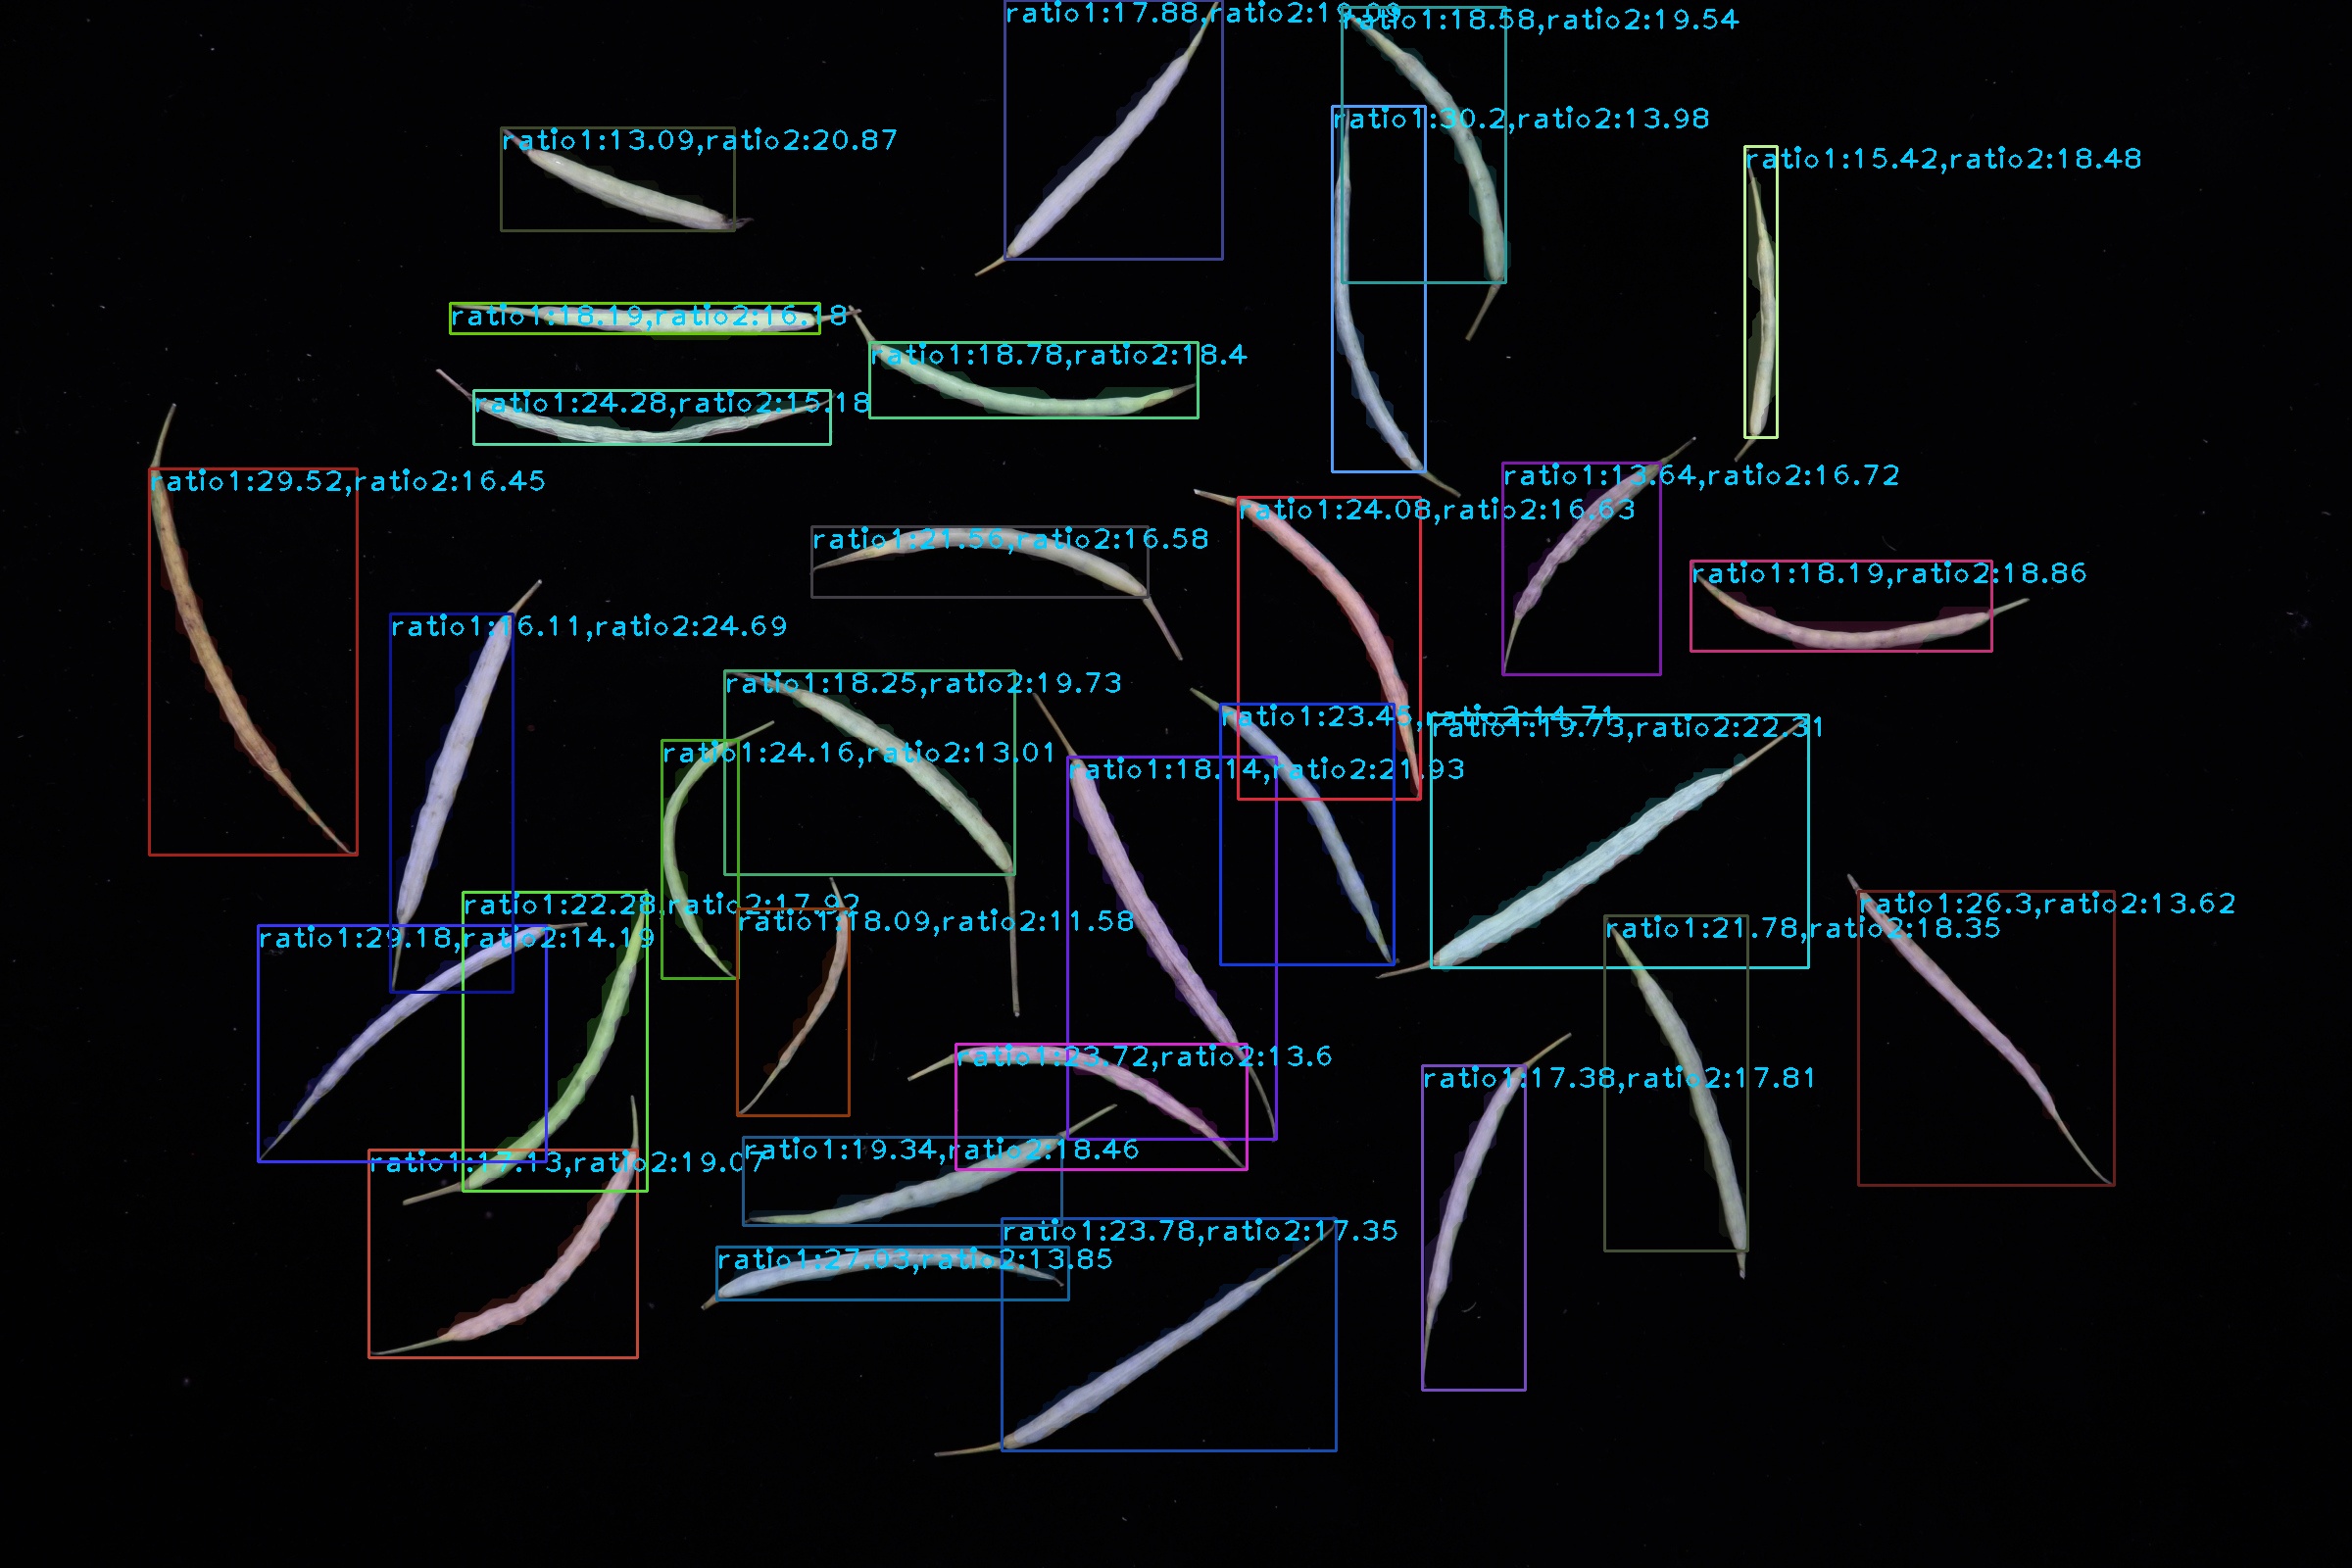 ratio1:17.88,ratio2:1
ratio1:18.58,ratio2:19.54
ratio1:30.2,ratio2:13.98
ratio1:13.09,ratio2:20.87
ratio1:15.42,ratio2:18.48
ratio1:18.19,ratio2:16.18
ratio1:18.78,ratio2:18.4
ratio1:24.28,ratio2:15.18
ratio1:29.52,ratio2:16.45
ratio1:13.64,ratio2:16.72
ratio1:24.08,ratio2:16.63
ratio1:21.56,ratio2:16.58
ratio1:18.19,ratio2:18.86
ratio1:16.11,ratio2:24.69
ratio1:18.25,ratio2:19.73
ratio1:23.45,ratio2:14.71
ratio1:19.73,ratio2:22.31
ratio1:24.16,ratio2:13.01
ratio1:18.14,ratio2:21.93
ratio1:22.28,ratio2:17.92
ratio1:26.3,ratio2:13.62
ratio1:18.09,ratio2:11.58
ratio1:21.78,ratio2:18.35
ratio1:29.18,ratio2:14.19
ratio1:23.72,ratio2:13.6
ratio1:17.38,ratio2:17.81
ratio1:19.34,ratio2:18.46
ratio1:17.13,ratio2:19.07
ratio1:23.78,ratio2:17.35
ratio1:27.03,ratio2:13.85